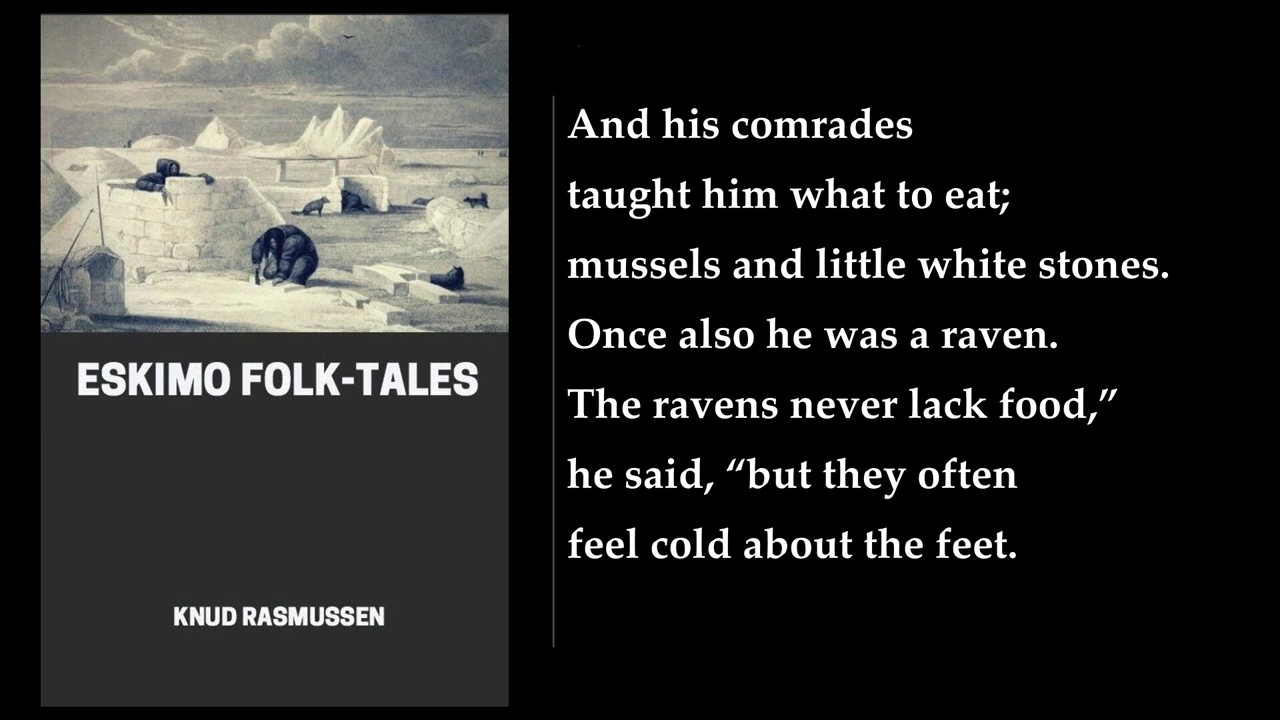 ESKIMO FOLK-TALES
KNUD RASMUSSEN
And his comrades
taught him what to eat;
mussels and little white stones.
Once also he was a raven.
The ravens never lack food,”
he said, “but they often
feel cold about the feet.